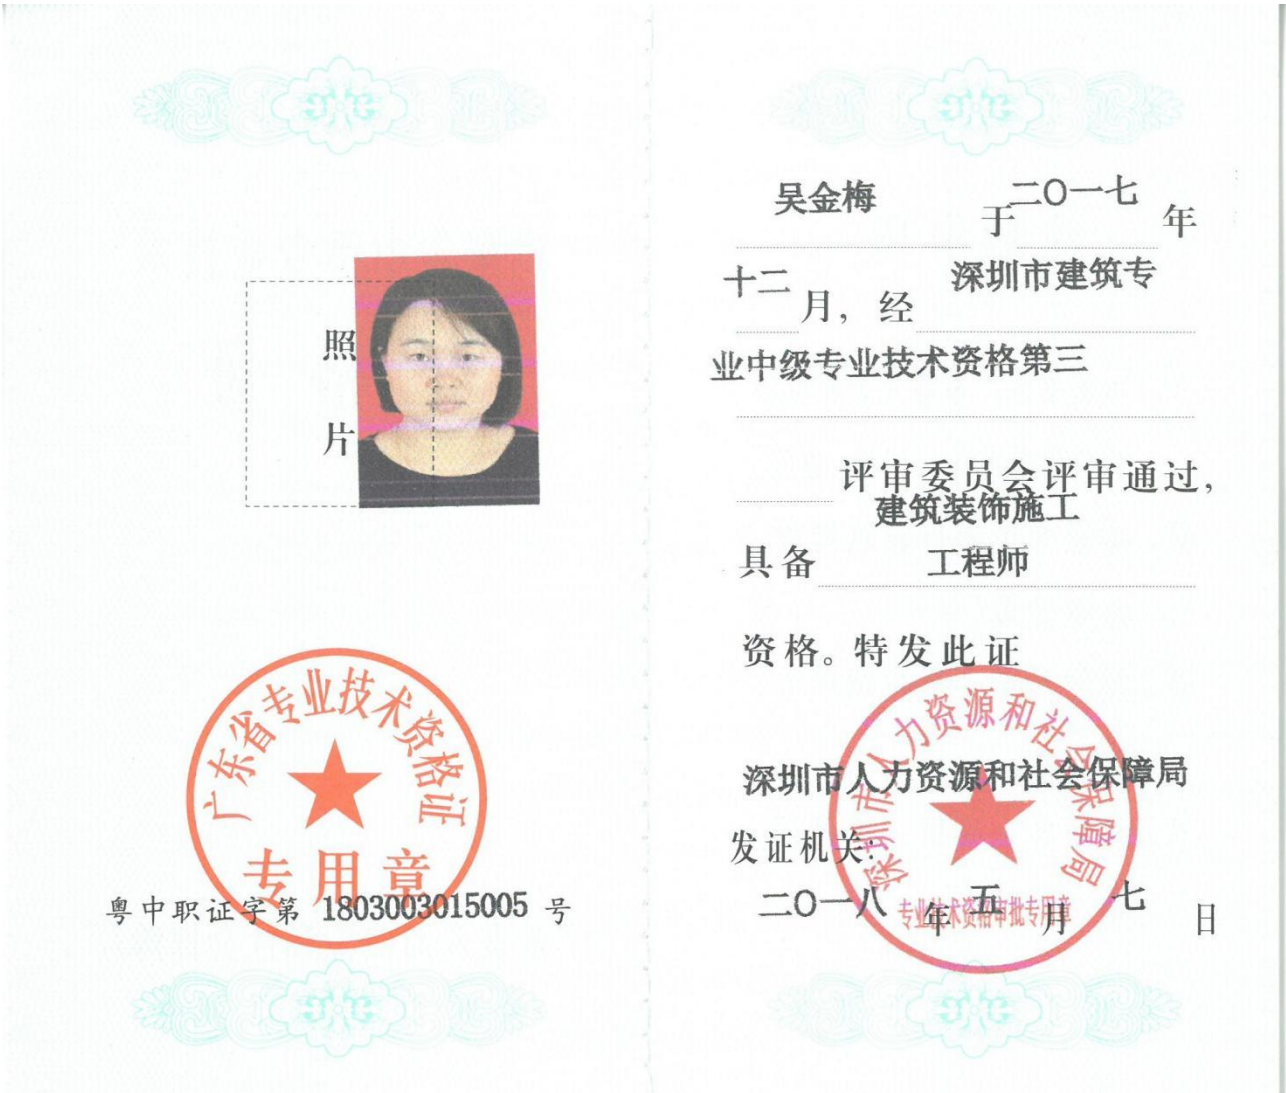 照
片
广东省专业技术资格证
专用章
粤中职证字第 1803003015005 号
吴金梅 于 二〇一七 年
十二 月，经 深圳市建筑专
业中级专业技术资格第三
评审委员会评审通过，
建筑装饰施工
具备 工程师
资格。特发此证
深圳市人力资源和社会保障局
深圳市人力资源和社会保障局
发证机关：
二〇一八 年 五 月 七 日
专业技术资格审批专用章